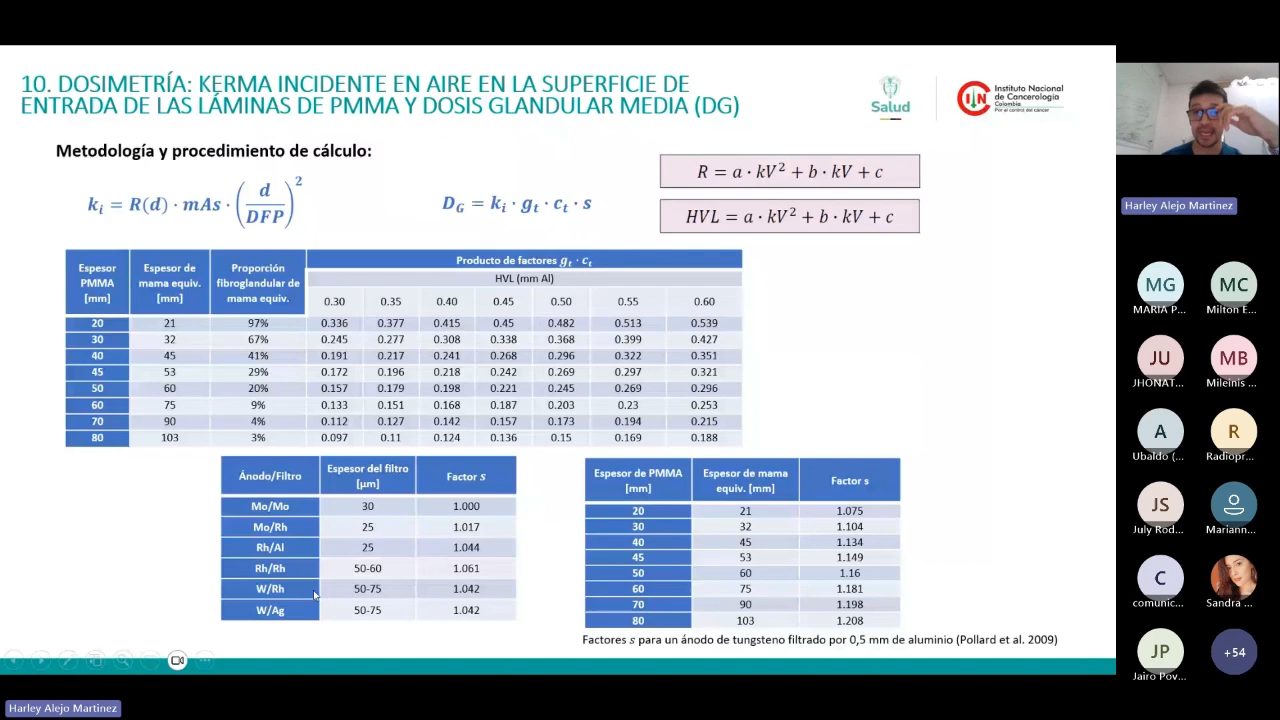 10. DOSIMETRÍA: KERMA INCIDENTE EN AIRE EN LA SUPERFICIE DE
ENTRADA DE LAS LÁMINAS DE PMMA Y DOSIS GLANDULAR MEDIA (DG)
Salud
Instituto Nacional
de Cancerología
Colombia
Por el control del cáncer
Metodología y procedimiento de cálculo:
k_i = R(d) · mAs · (d/DFP)^2
D_G = k_i · g_t · c_t · s
R = a · kV^2 + b · kV + c
HVL = a · kV^2 + b · kV + c
Espesor PMMA [mm] Espesor de mama equiv. [mm] Proporción fibroglandular de mama equiv. Producto de factores g_t · c_t
HVL (mm Al)
0.30 0.35 0.40 0.45 0.50 0.55 0.60
20 21 97% 0.336 0.377 0.415 0.45 0.482 0.513 0.539
30 32 67% 0.245 0.277 0.308 0.338 0.368 0.399 0.427
40 45 41% 0.191 0.217 0.241 0.268 0.296 0.322 0.351
45 53 29% 0.172 0.196 0.218 0.242 0.269 0.297 0.321
50 60 20% 0.157 0.179 0.198 0.221 0.245 0.269 0.296
60 75 9% 0.133 0.151 0.168 0.187 0.203 0.23 0.253
70 90 4% 0.112 0.127 0.142 0.157 0.173 0.194 0.215
80 103 3% 0.097 0.11 0.124 0.136 0.15 0.169 0.188
Ánodo/Filtro Espesor del filtro [µm] Factor S
Mo/Mo 30 1.000
Mo/Rh 25 1.017
Rh/Al 25 1.044
Rh/Rh 50-60 1.061
W/Rh 50-75 1.042
W/Ag 50-75 1.042
Espesor de PMMA [mm] Espesor de mama equiv. [mm] Factor s
20 21 1.075
30 32 1.104
40 45 1.134
45 53 1.149
50 60 1.16
60 75 1.181
70 90 1.198
80 103 1.208
Factores s para un ánodo de tungsteno filtrado por 0,5 mm de aluminio (Pollard et al. 2009)
Harley Alejo Martinez
Harley Alejo Martinez
MG MC
MARIA P... Milton E...
JU MB
JHONAT... Mileinis ...
A R
Ubaldo (... Radiopr...
JS
July Rod... Mariann...
C
comunic... Sandra ...
JP +54
Jairo Pov...